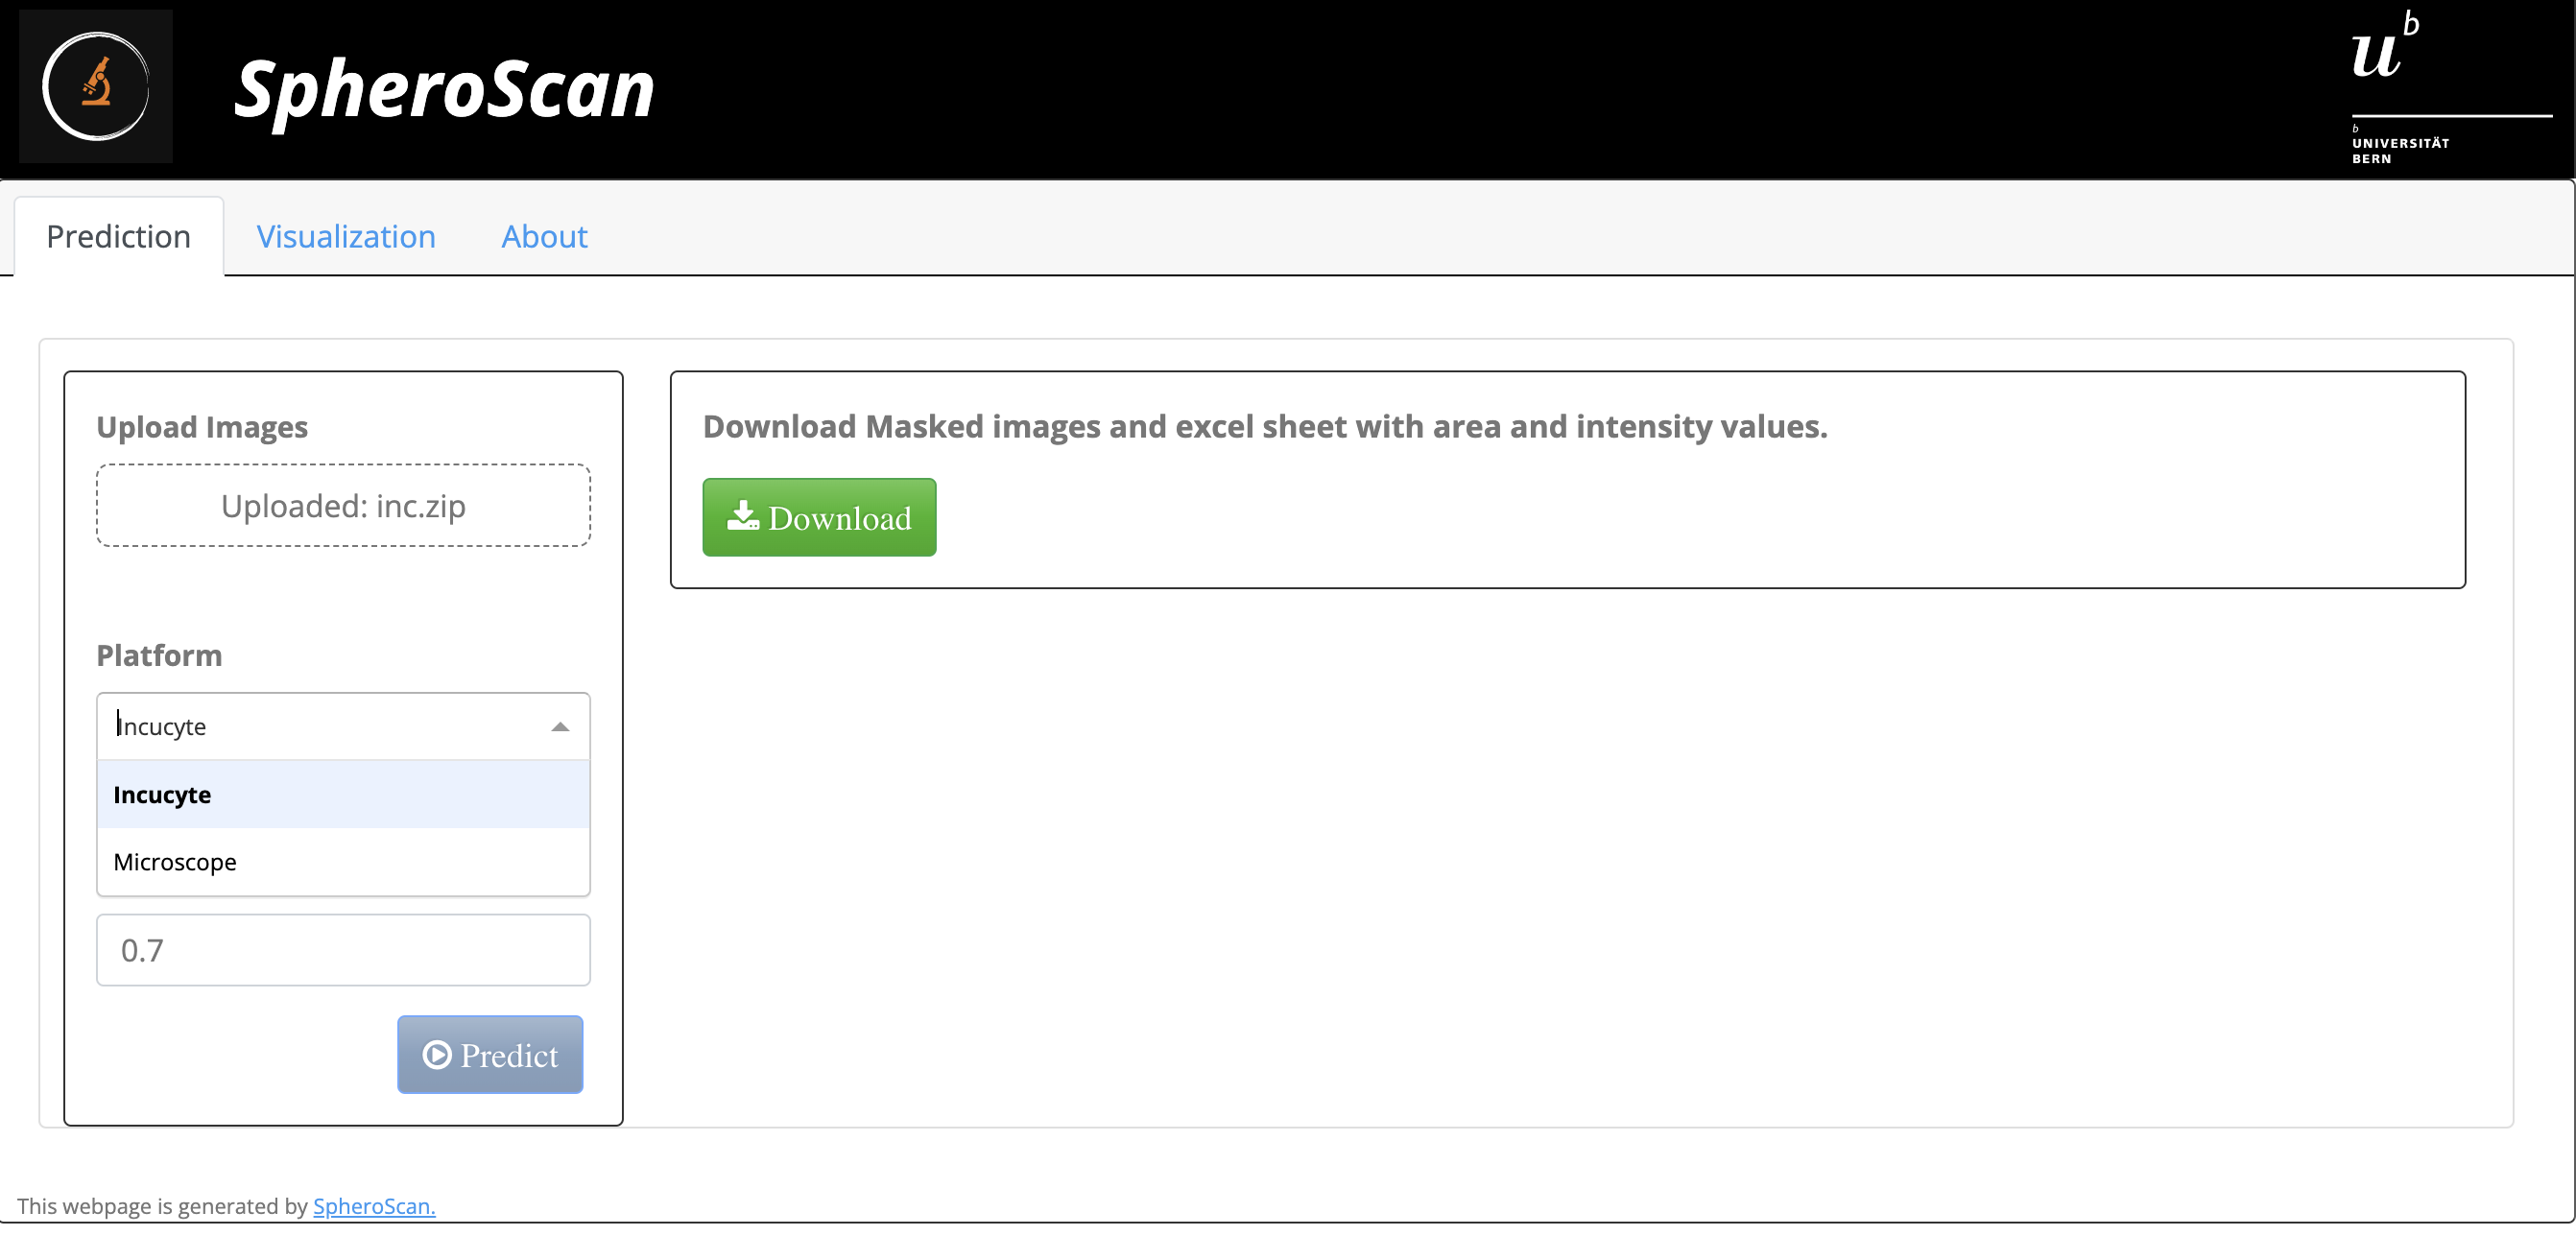 SpheroScan
u^b
b
UNIVERSITÄT
BERN
Prediction
Visualization
About
Upload Images
Uploaded: inc.zip
Platform
Incucyte
Incucyte
Microscope
0.7
Predict
Download Masked images and excel sheet with area and intensity values.
Download
This webpage is generated by SpheroScan.